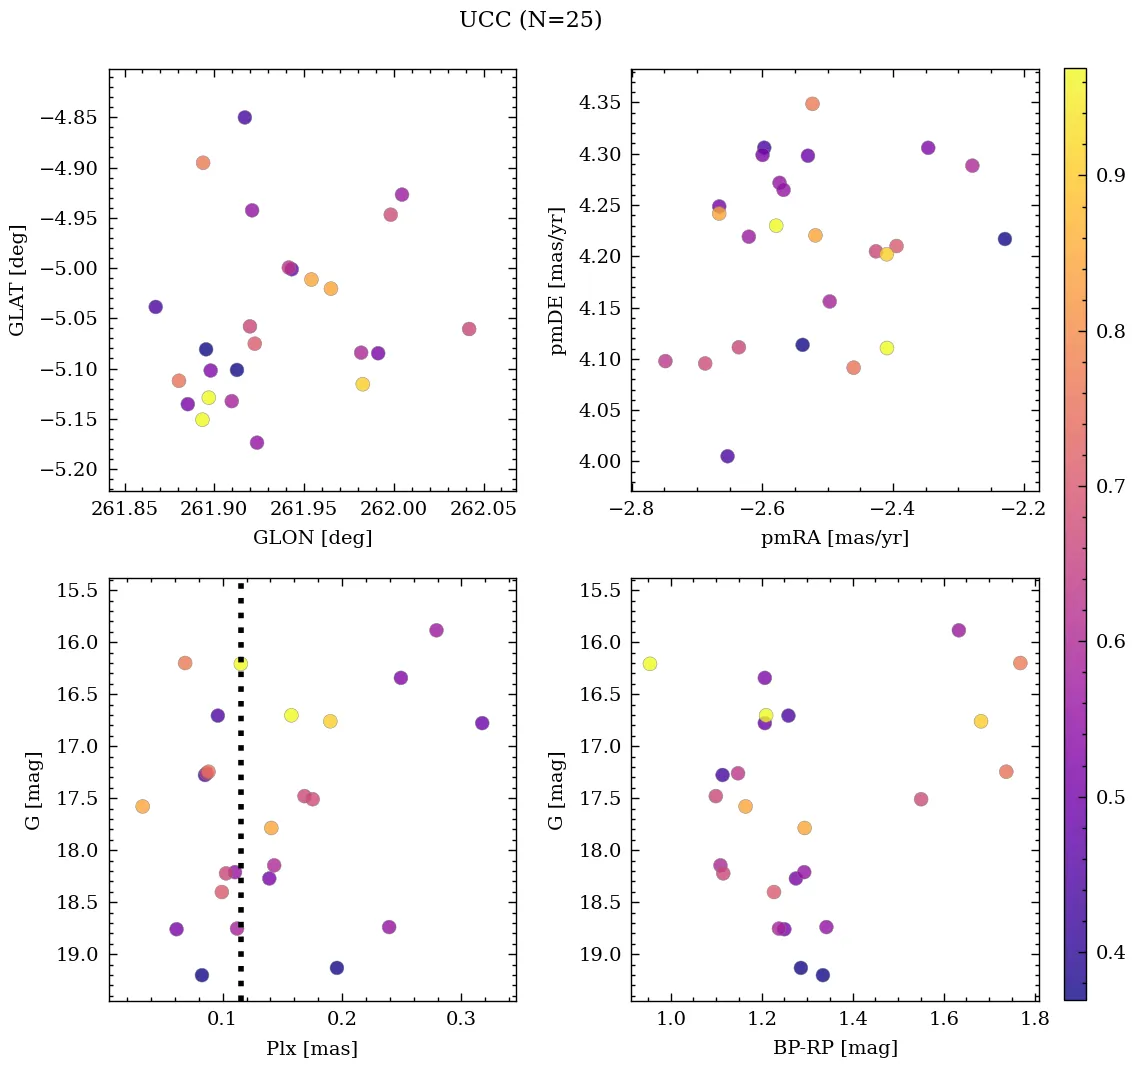 UCC (N=25)
−4.85
−4.90
−4.95
−5.00
−5.05
−5.10
−5.15
−5.20
GLAT [deg]
261.85 261.90 261.95 262.00 262.05
GLON [deg]
4.35
4.30
4.25
4.20
4.15
4.10
4.05
4.00
pmDE [mas/yr]
−2.8 −2.6 −2.4 −2.2
pmRA [mas/yr]
15.5
16.0
16.5
17.0
17.5
18.0
18.5
19.0
G [mag]
0.1 0.2 0.3
Plx [mas]
15.5
16.0
16.5
17.0
17.5
18.0
18.5
19.0
G [mag]
1.0 1.2 1.4 1.6 1.8
BP-RP [mag]
0.9
0.8
0.7
0.6
0.5
0.4